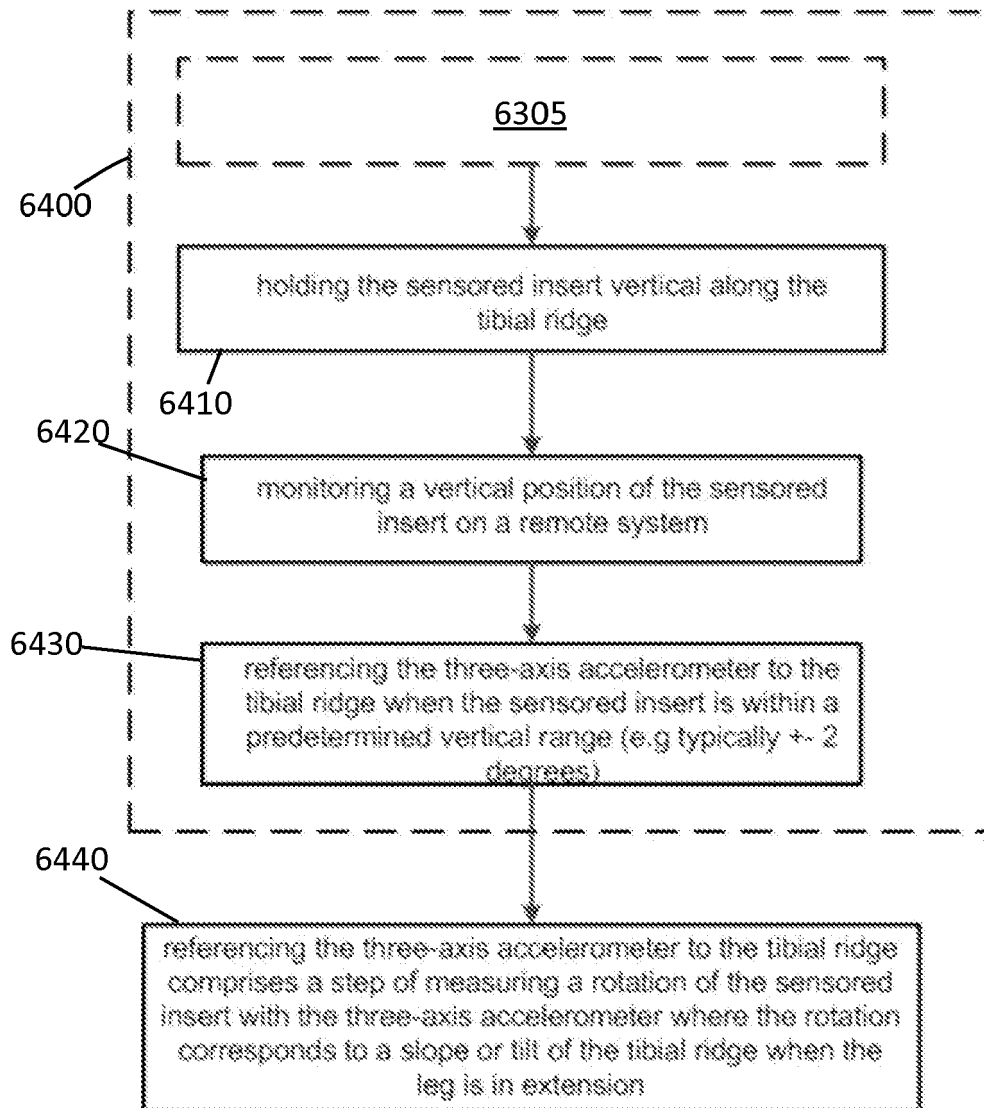 6305
6400
holding the sensored insert vertical along the
tibial ridge
6410
6420
monitoring a vertical position of the sensored
insert on a remote system
6430
referencing the three-axis accelerometer to the
tibial ridge when the sensored insert is within a
predetermined vertical range (e.g typically +- 2
degrees)
6440
referencing the three-axis accelerometer to the tibial ridge
comprises a step of measuring a rotation of the sensored
insert with the three-axis accelerometer where the rotation
corresponds to a slope or tilt of the tibial ridge when the
leg is in extension